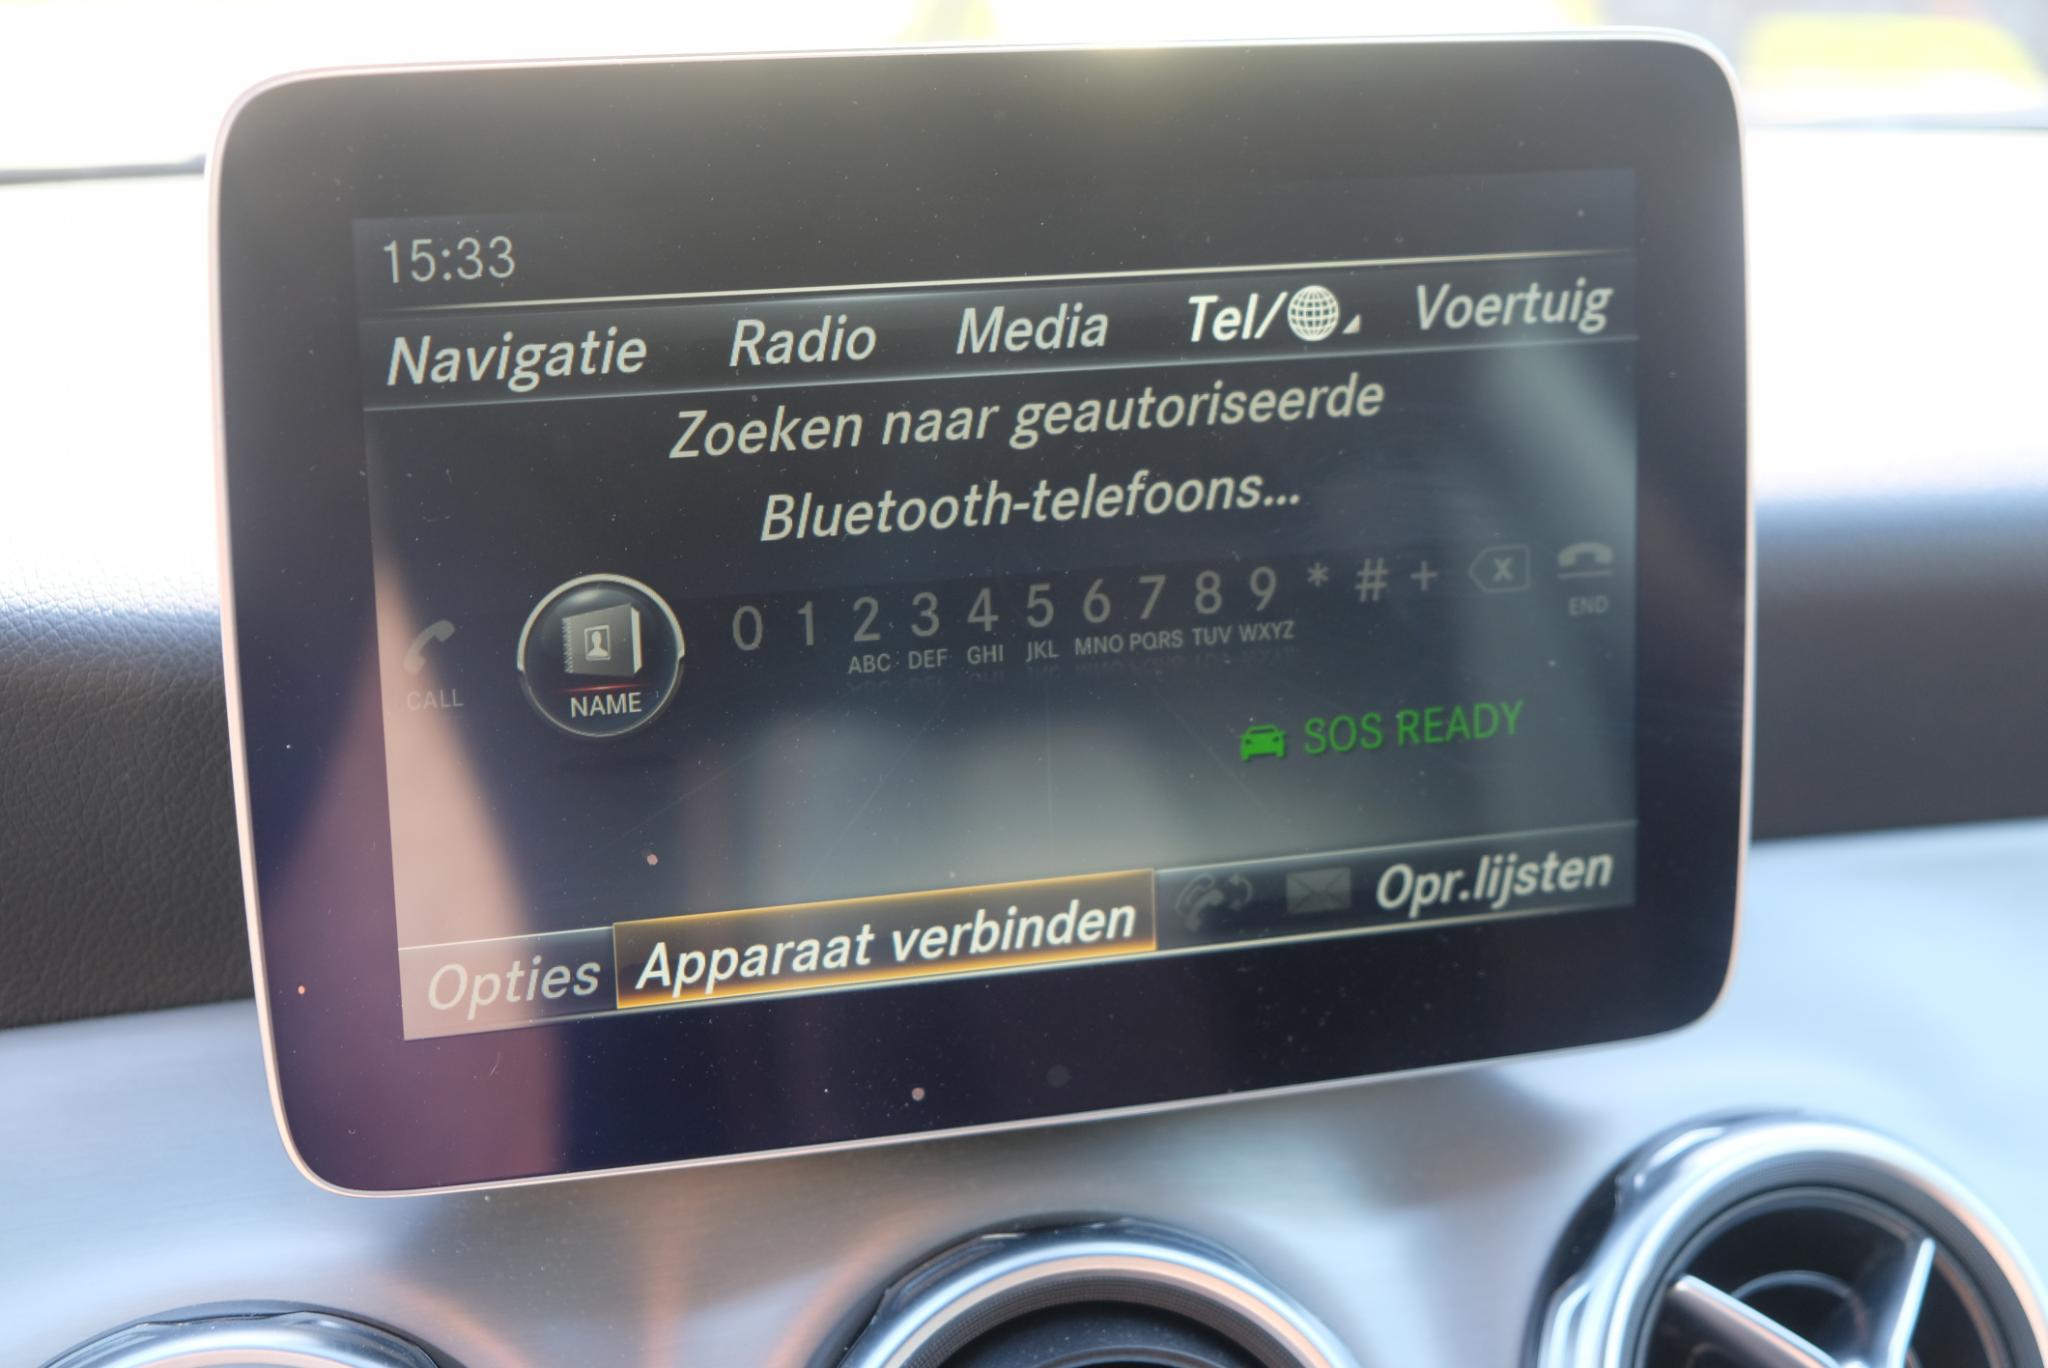 15:33
Navigatie Radio Media Tel/ Voertuig
Zoeken naar geautoriseerde
Bluetooth-telefoons...
0 1 2 3 4 5 6 7 8 9 * # + X
ABC DEF GHI JKL MNO PQRS TUV WXYZ
END
CALL
NAME
SOS READY
Opties Apparaat verbinden Opr.lijsten